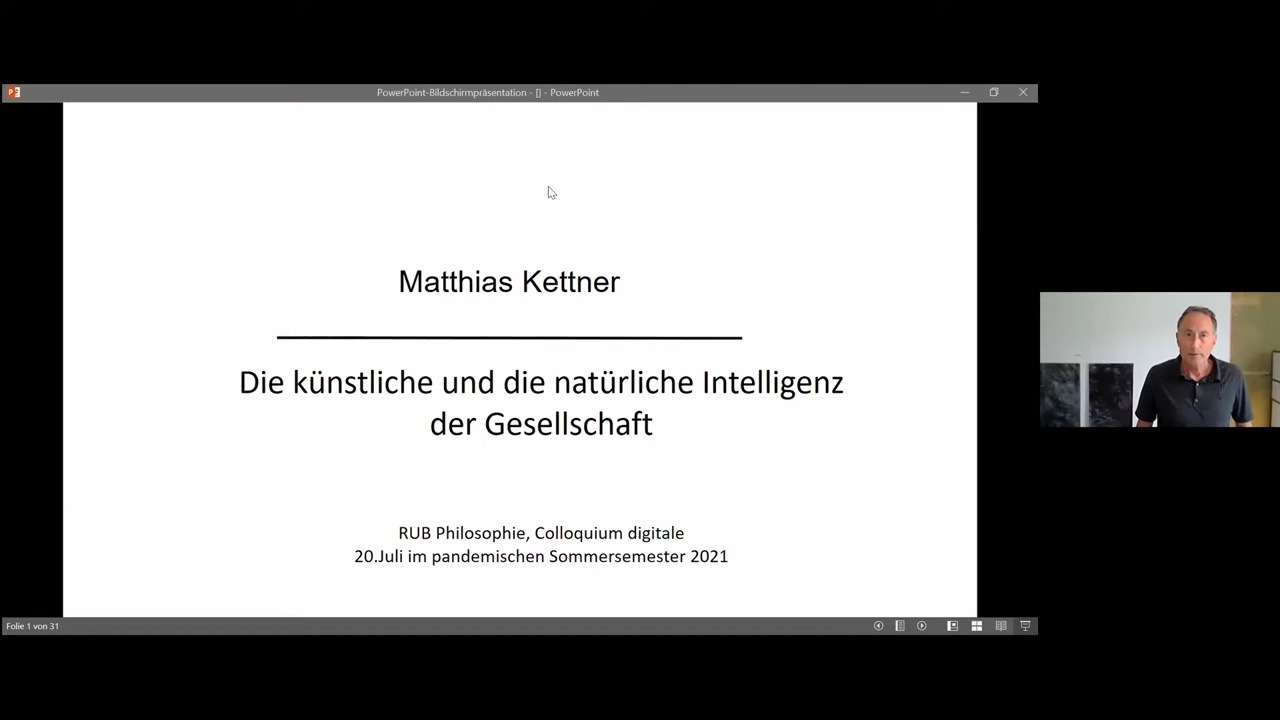 PowerPoint-Bildschirmpräsentation - [] - PowerPoint
Matthias Kettner
Die künstliche und die natürliche Intelligenz
der Gesellschaft
RUB Philosophie, Colloquium digitale
20.Juli im pandemischen Sommersemester 2021
Folie 1 von 31